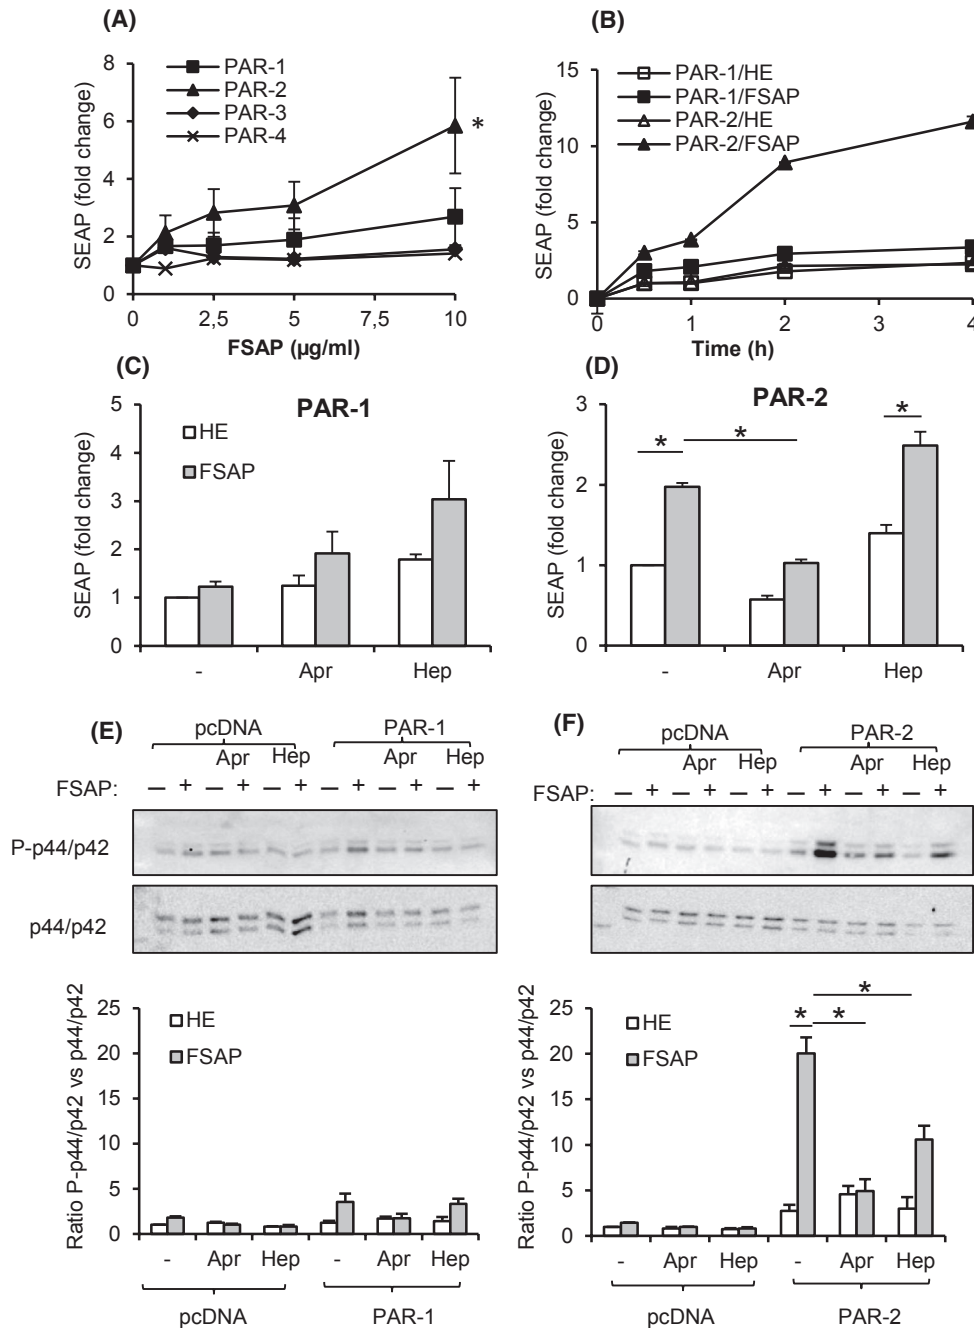 (A)
SEAP (fold change)
8
6
4
2
0
PAR-1
PAR-2
PAR-3
PAR-4
*
0 2,5 5 7,5 10
FSAP (µg/ml)
(B)
SEAP (fold change)
15
10
5
0
PAR-1/HE
PAR-1/FSAP
PAR-2/HE
PAR-2/FSAP
0 1 2 3 4
Time (h)
(C)
PAR-1
SEAP (fold change)
5
4
3
2
1
0
HE
FSAP
- Apr Hep
(D)
PAR-2
SEAP (fold change)
3
2
1
0
* * *
- Apr Hep
(E)
pcDNA PAR-1
Apr Hep Apr Hep
FSAP: — + — + — + — + — + — +
P-p44/p42
p44/p42
(F)
pcDNA PAR-2
Apr Hep Apr Hep
FSAP: — + — + — + — + — + — +
Ratio P-p44/p42 vs p44/p42
25
20
15
10
5
0
HE
FSAP
- Apr Hep - Apr Hep
pcDNA PAR-1
Ratio P-p44/p42 vs p44/p42
25
20
15
10
5
0
HE
FSAP
* * *
- Apr Hep - Apr Hep
pcDNA PAR-2